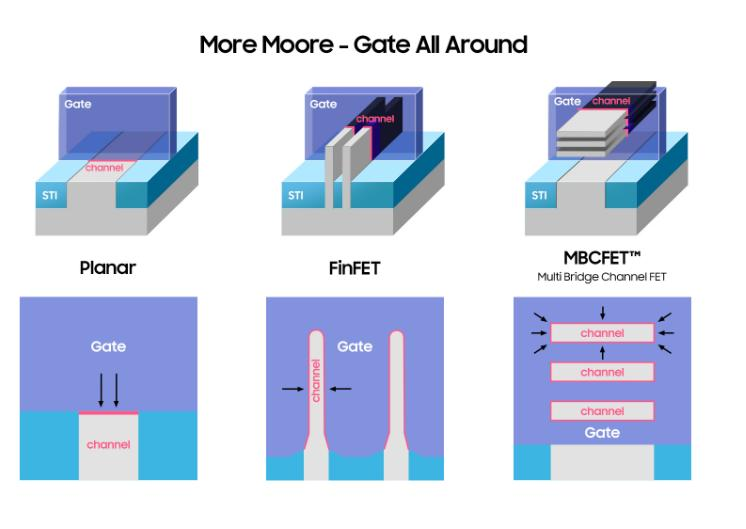 More Moore - Gate All Around
Gate
channel
STI
Gate
channel
STI
Gate
channel
STI
Planar
FinFET
MBCFET™
Multi Bridge Channel FET
Gate
channel
Gate
channel
channel
channel
channel
Gate